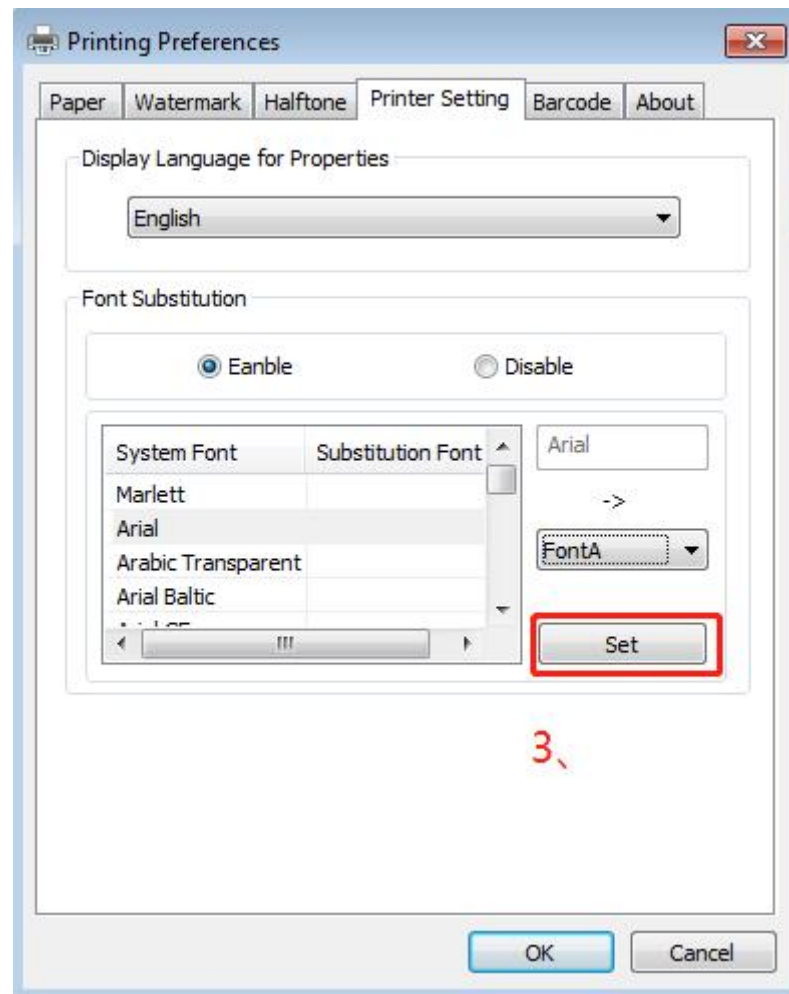 Printing Preferences
Paper Watermark Halftone Printer Setting Barcode About
Display Language for Properties
English
Font Substitution
Eanble Disable
System Font Substitution Font
Marlett
Arial
Arabic Transparent
Arial Baltic
Arial
->
FontA
Set
3、
OK Cancel